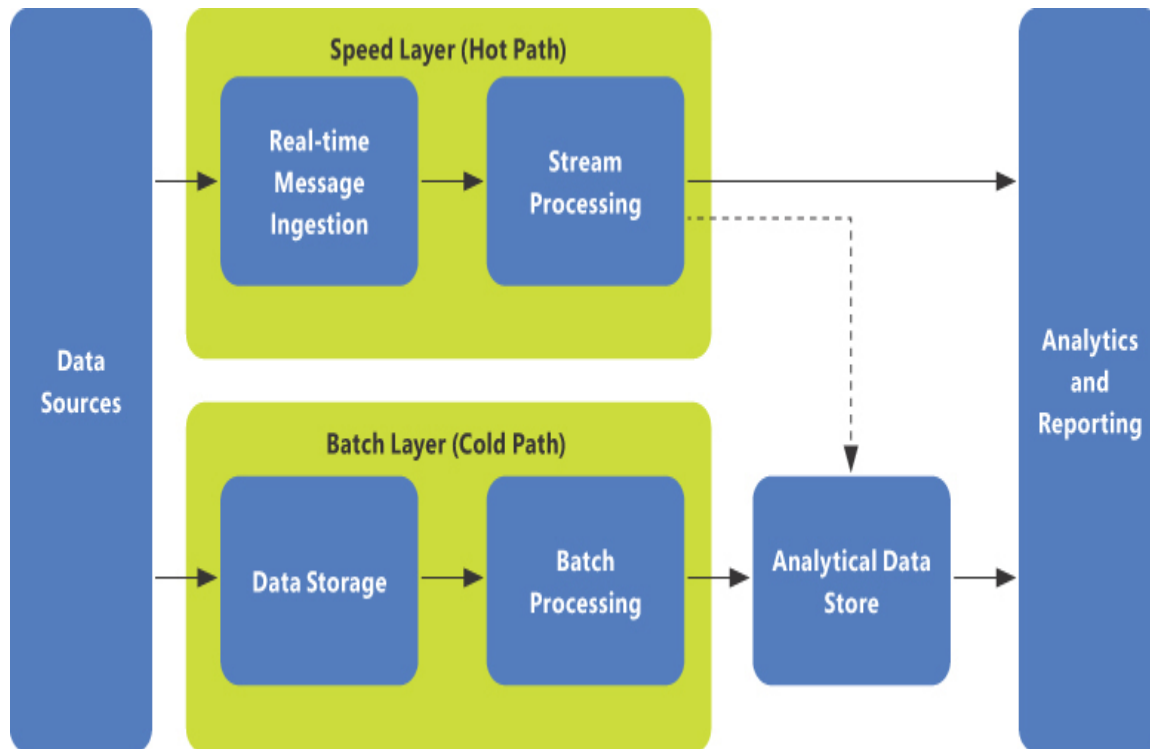 Speed Layer (Hot Path)
Real-time
Message
Ingestion
Stream
Processing
Data
Sources
Analytics
and
Reporting
Batch Layer (Cold Path)
Data Storage
Batch
Processing
Analytical Data
Store